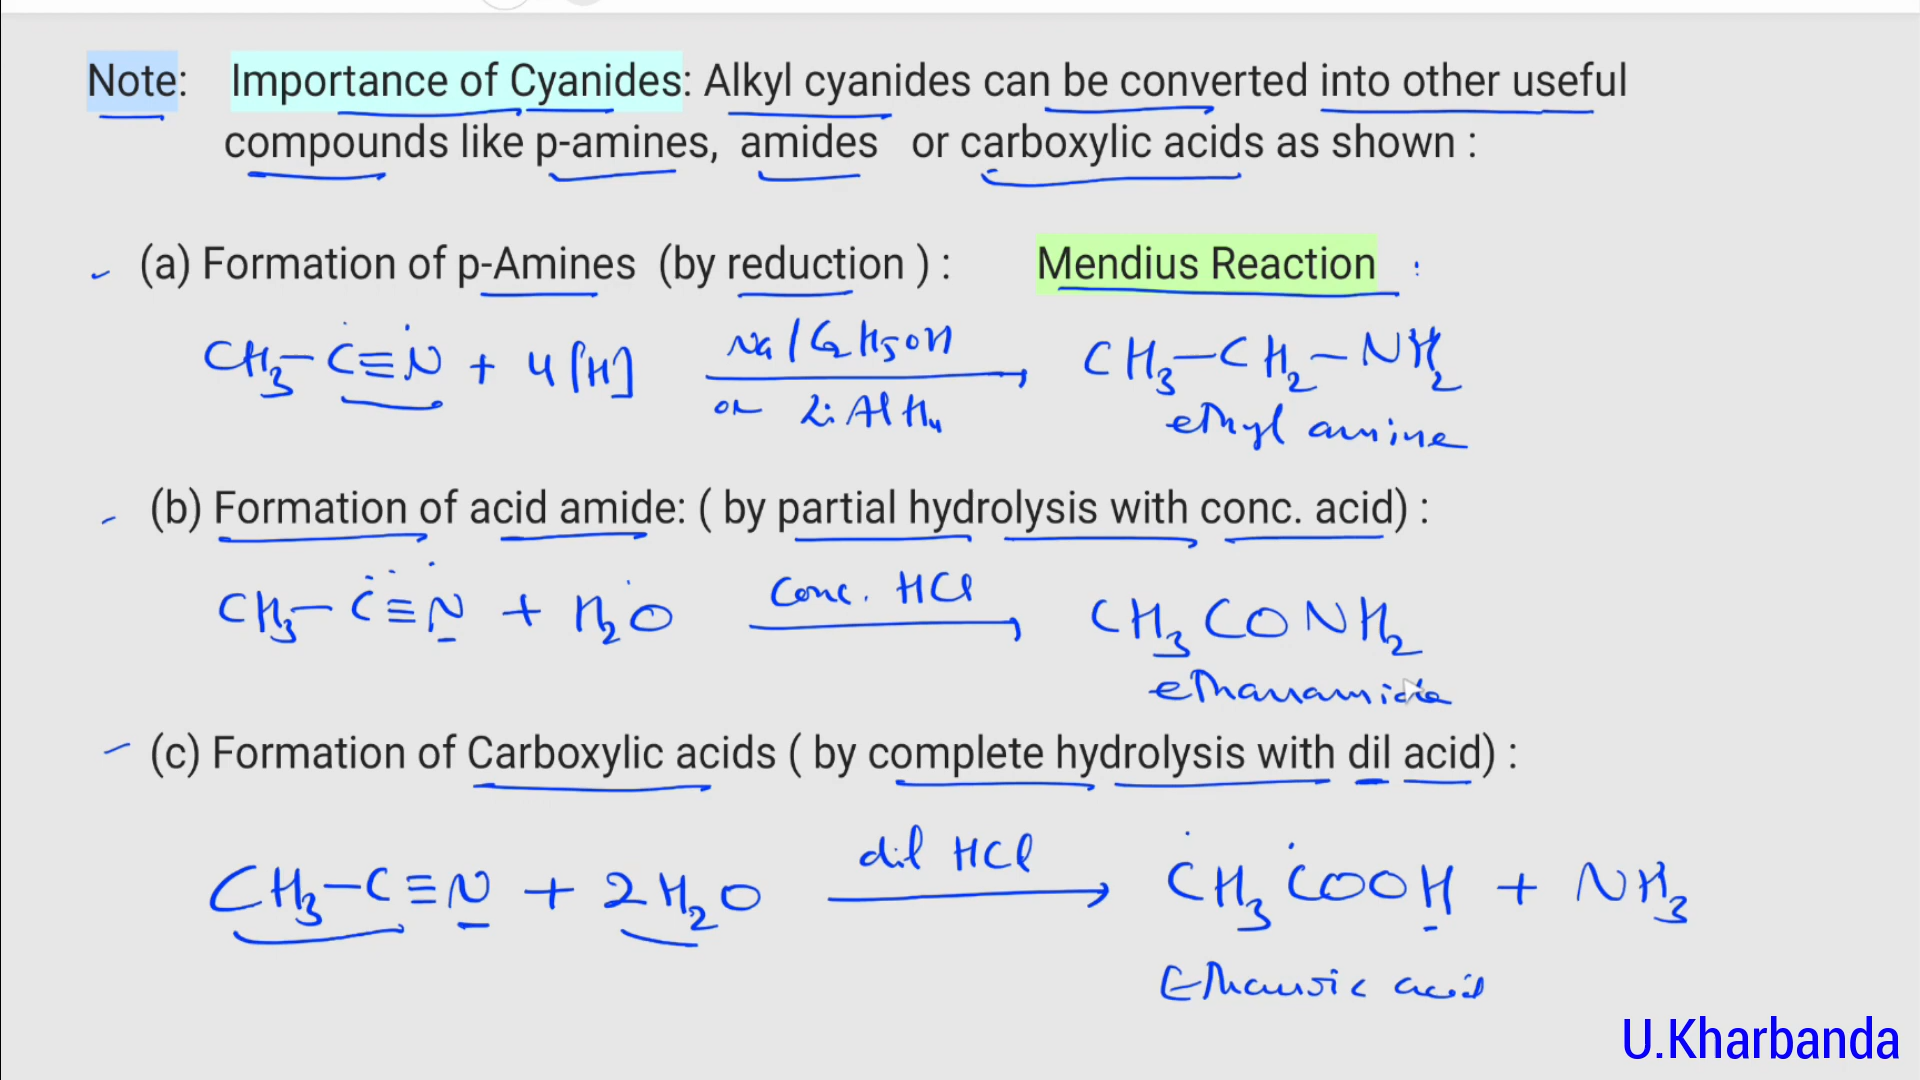 Note: Importance of Cyanides: Alkyl cyanides can be converted into other useful
compounds like p-amines, amides or carboxylic acids as shown :
(a) Formation of p-Amines (by reduction ) : Mendius Reaction :
CH₃-C≡N + 4[H] Na/C₂H₅OH or LiAlH₄ CH₃-CH₂-NH₂
ethyl amine
(b) Formation of acid amide: ( by partial hydrolysis with conc. acid) :
CH₃-C≡N + H₂O Conc. HCl CH₃CONH₂
ethanamide
(c) Formation of Carboxylic acids ( by complete hydrolysis with dil acid) :
CH₃-C≡N + 2H₂O dil HCl CH₃COOH + NH₃
Ethanoic acid
U.Kharbanda